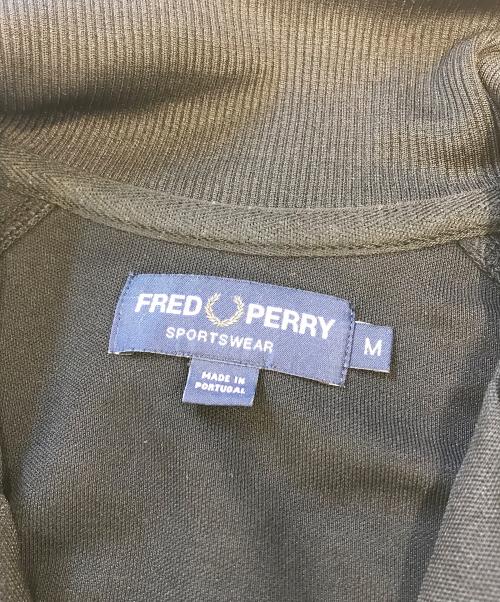 FRED PERRY
SPORTSWEAR
M
MADE IN
PORTUGAL